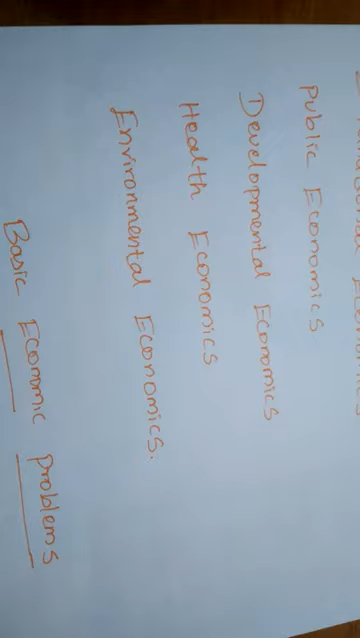 Public Economics
Developmental Economics
Health Economics
Environmental Economics.
Basic Economic Problems